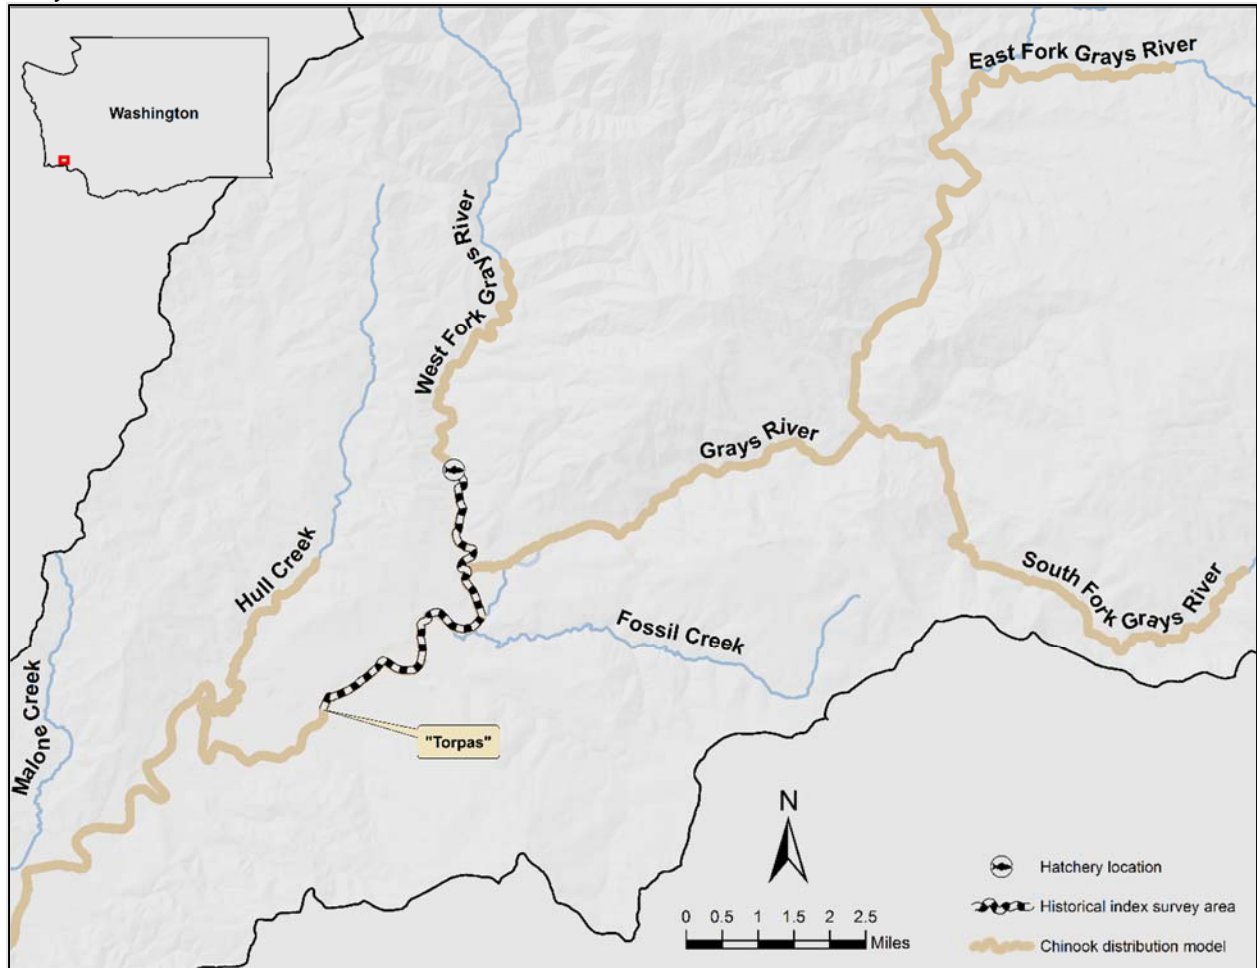 Washington
East Fork Grays River
West Fork Grays River
Grays River
Hull Creek
South Fork Grays River
Fossil Creek
Malone Creek
"Torpas"
N
Hatchery location
Historical index survey area
Chinook distribution model
0 0.5 1 1.5 2 2.5
Miles